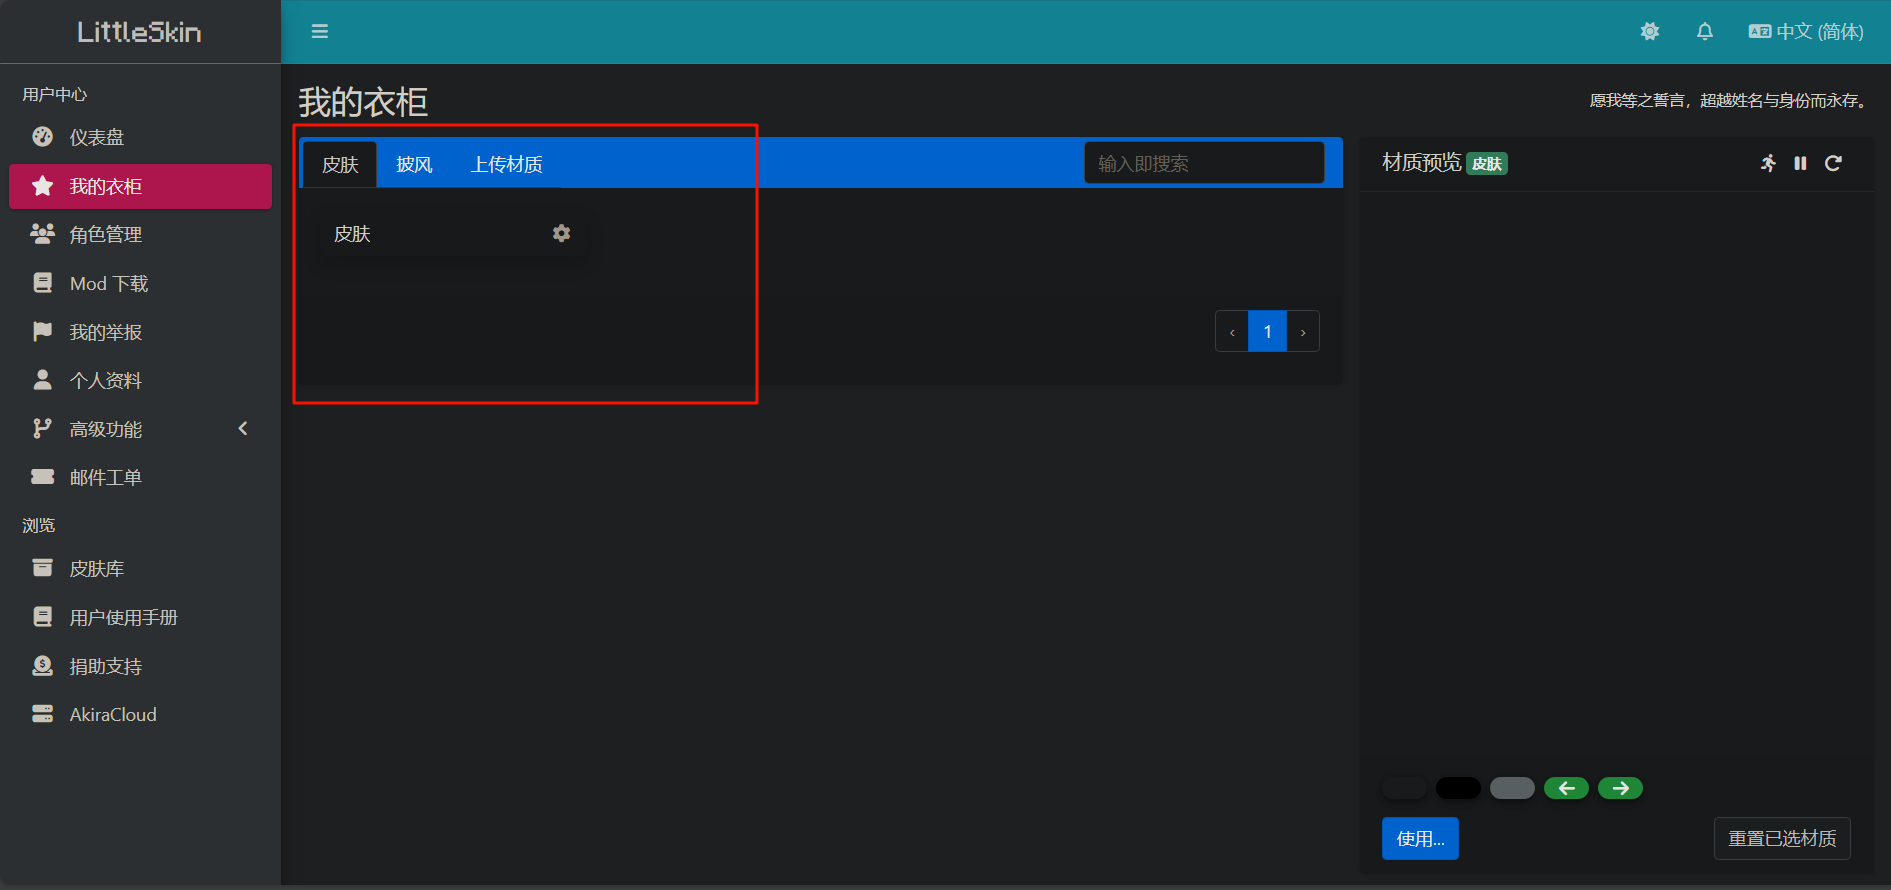 LittleSkin
中文 (简体)
用户中心
仪表盘
我的衣柜
角色管理
Mod 下载
我的举报
个人资料
高级功能
邮件工单
浏览
皮肤库
用户使用手册
捐助支持
AkiraCloud
我的衣柜
愿我等之誓言，超越姓名与身份而永存。
皮肤 披风 上传材质 输入即搜索
皮肤
‹ 1 ›
材质预览 皮肤
使用... 重置已选材质